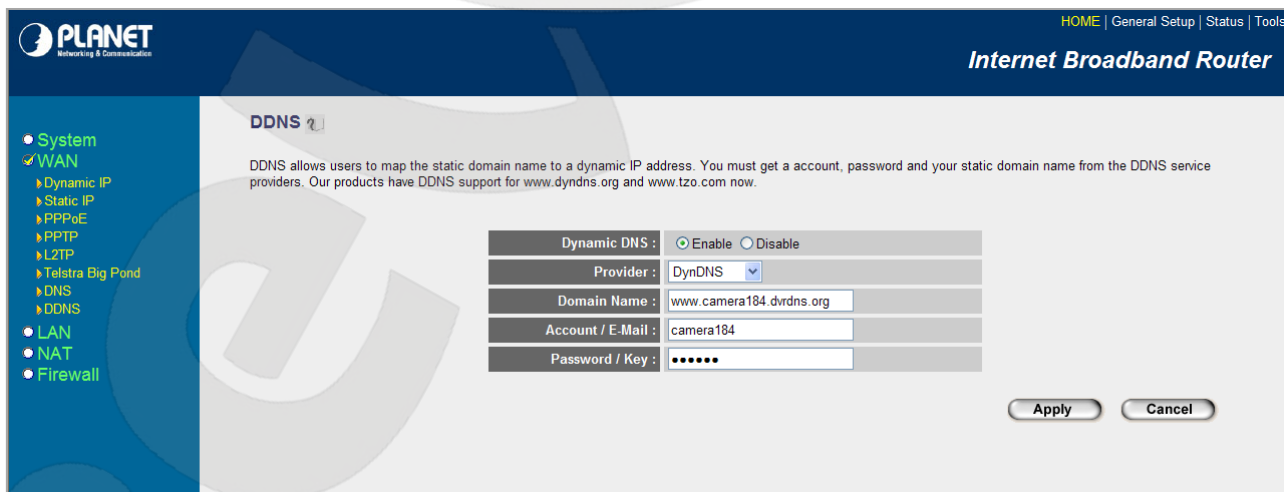 PLANET
Networking & Communication
HOME | General Setup | Status | Tools
Internet Broadband Router
System
WAN
Dynamic IP
Static IP
PPPoE
PPTP
L2TP
Telstra Big Pond
DNS
DDNS
LAN
NAT
Firewall
DDNS
DDNS allows users to map the static domain name to a dynamic IP address. You must get a account, password and your static domain name from the DDNS service
providers. Our products have DDNS support for www.dyndns.org and www.tzo.com now.
Dynamic DNS : Enable Disable
Provider : DynDNS
Domain Name : www.camera184.dvrdns.org
Account / E-Mail : camera184
Password / Key : ••••••
Apply Cancel